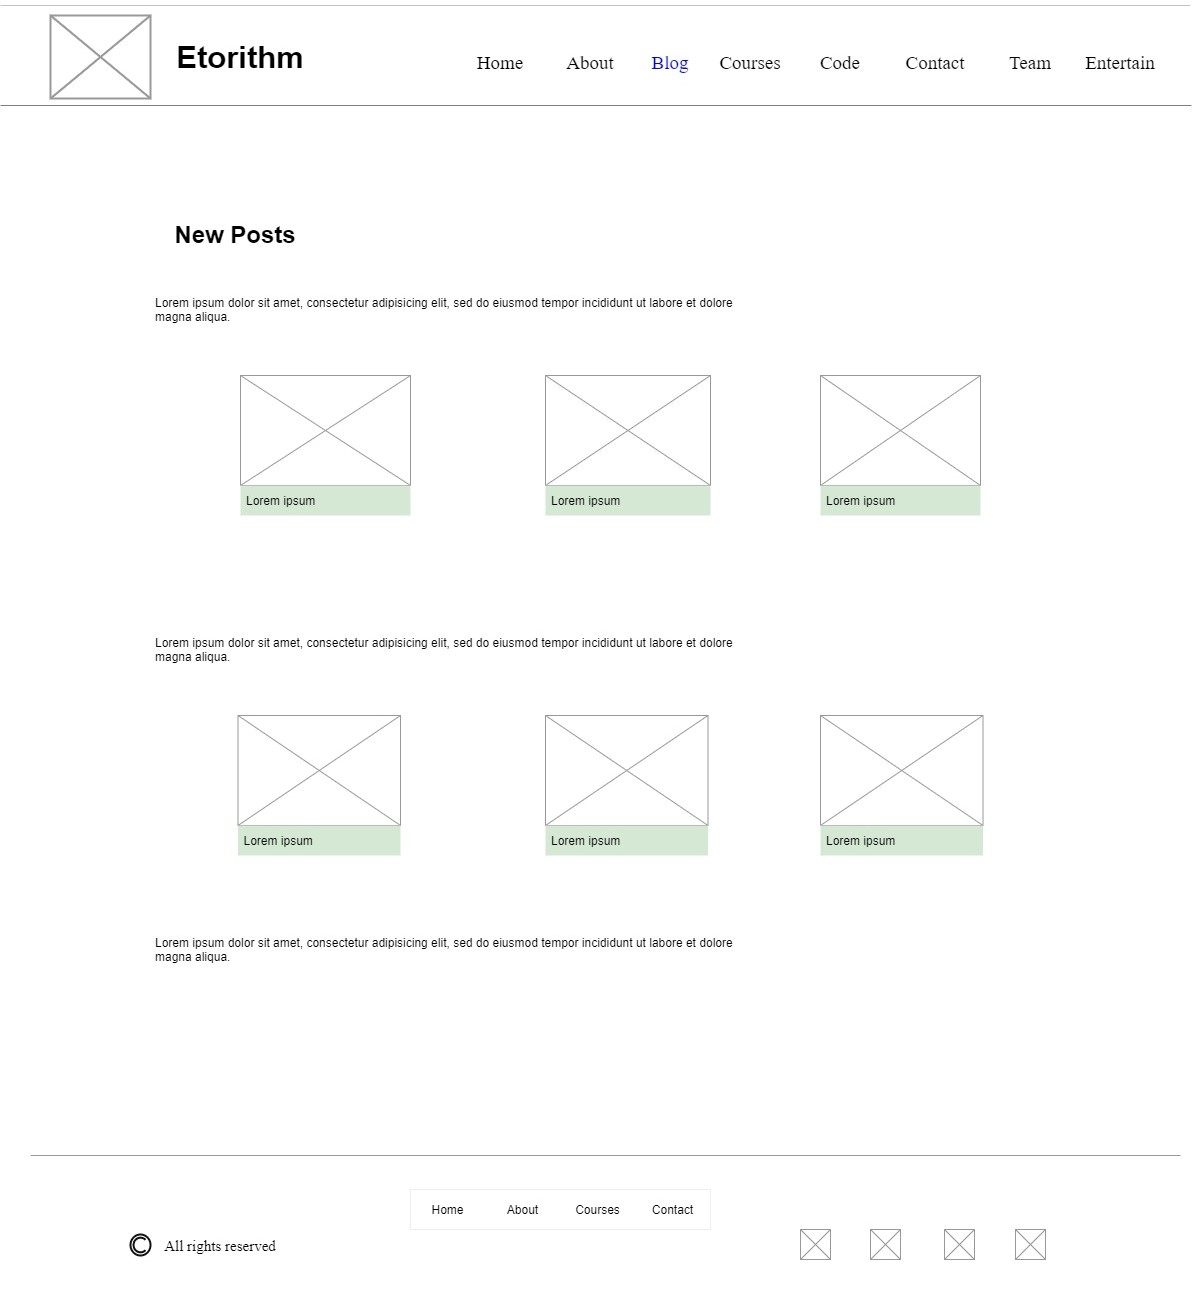 Etorithm
Home About Blog Courses Code Contact Team Entertain
New Posts
Lorem ipsum dolor sit amet, consectetur adipisicing elit, sed do eiusmod tempor incididunt ut labore et dolore
magna aliqua.
Lorem ipsum Lorem ipsum Lorem ipsum
Lorem ipsum dolor sit amet, consectetur adipisicing elit, sed do eiusmod tempor incididunt ut labore et dolore
magna aliqua.
Lorem ipsum Lorem ipsum Lorem ipsum
Lorem ipsum dolor sit amet, consectetur adipisicing elit, sed do eiusmod tempor incididunt ut labore et dolore
magna aliqua.
Home About Courses Contact
© All rights reserved